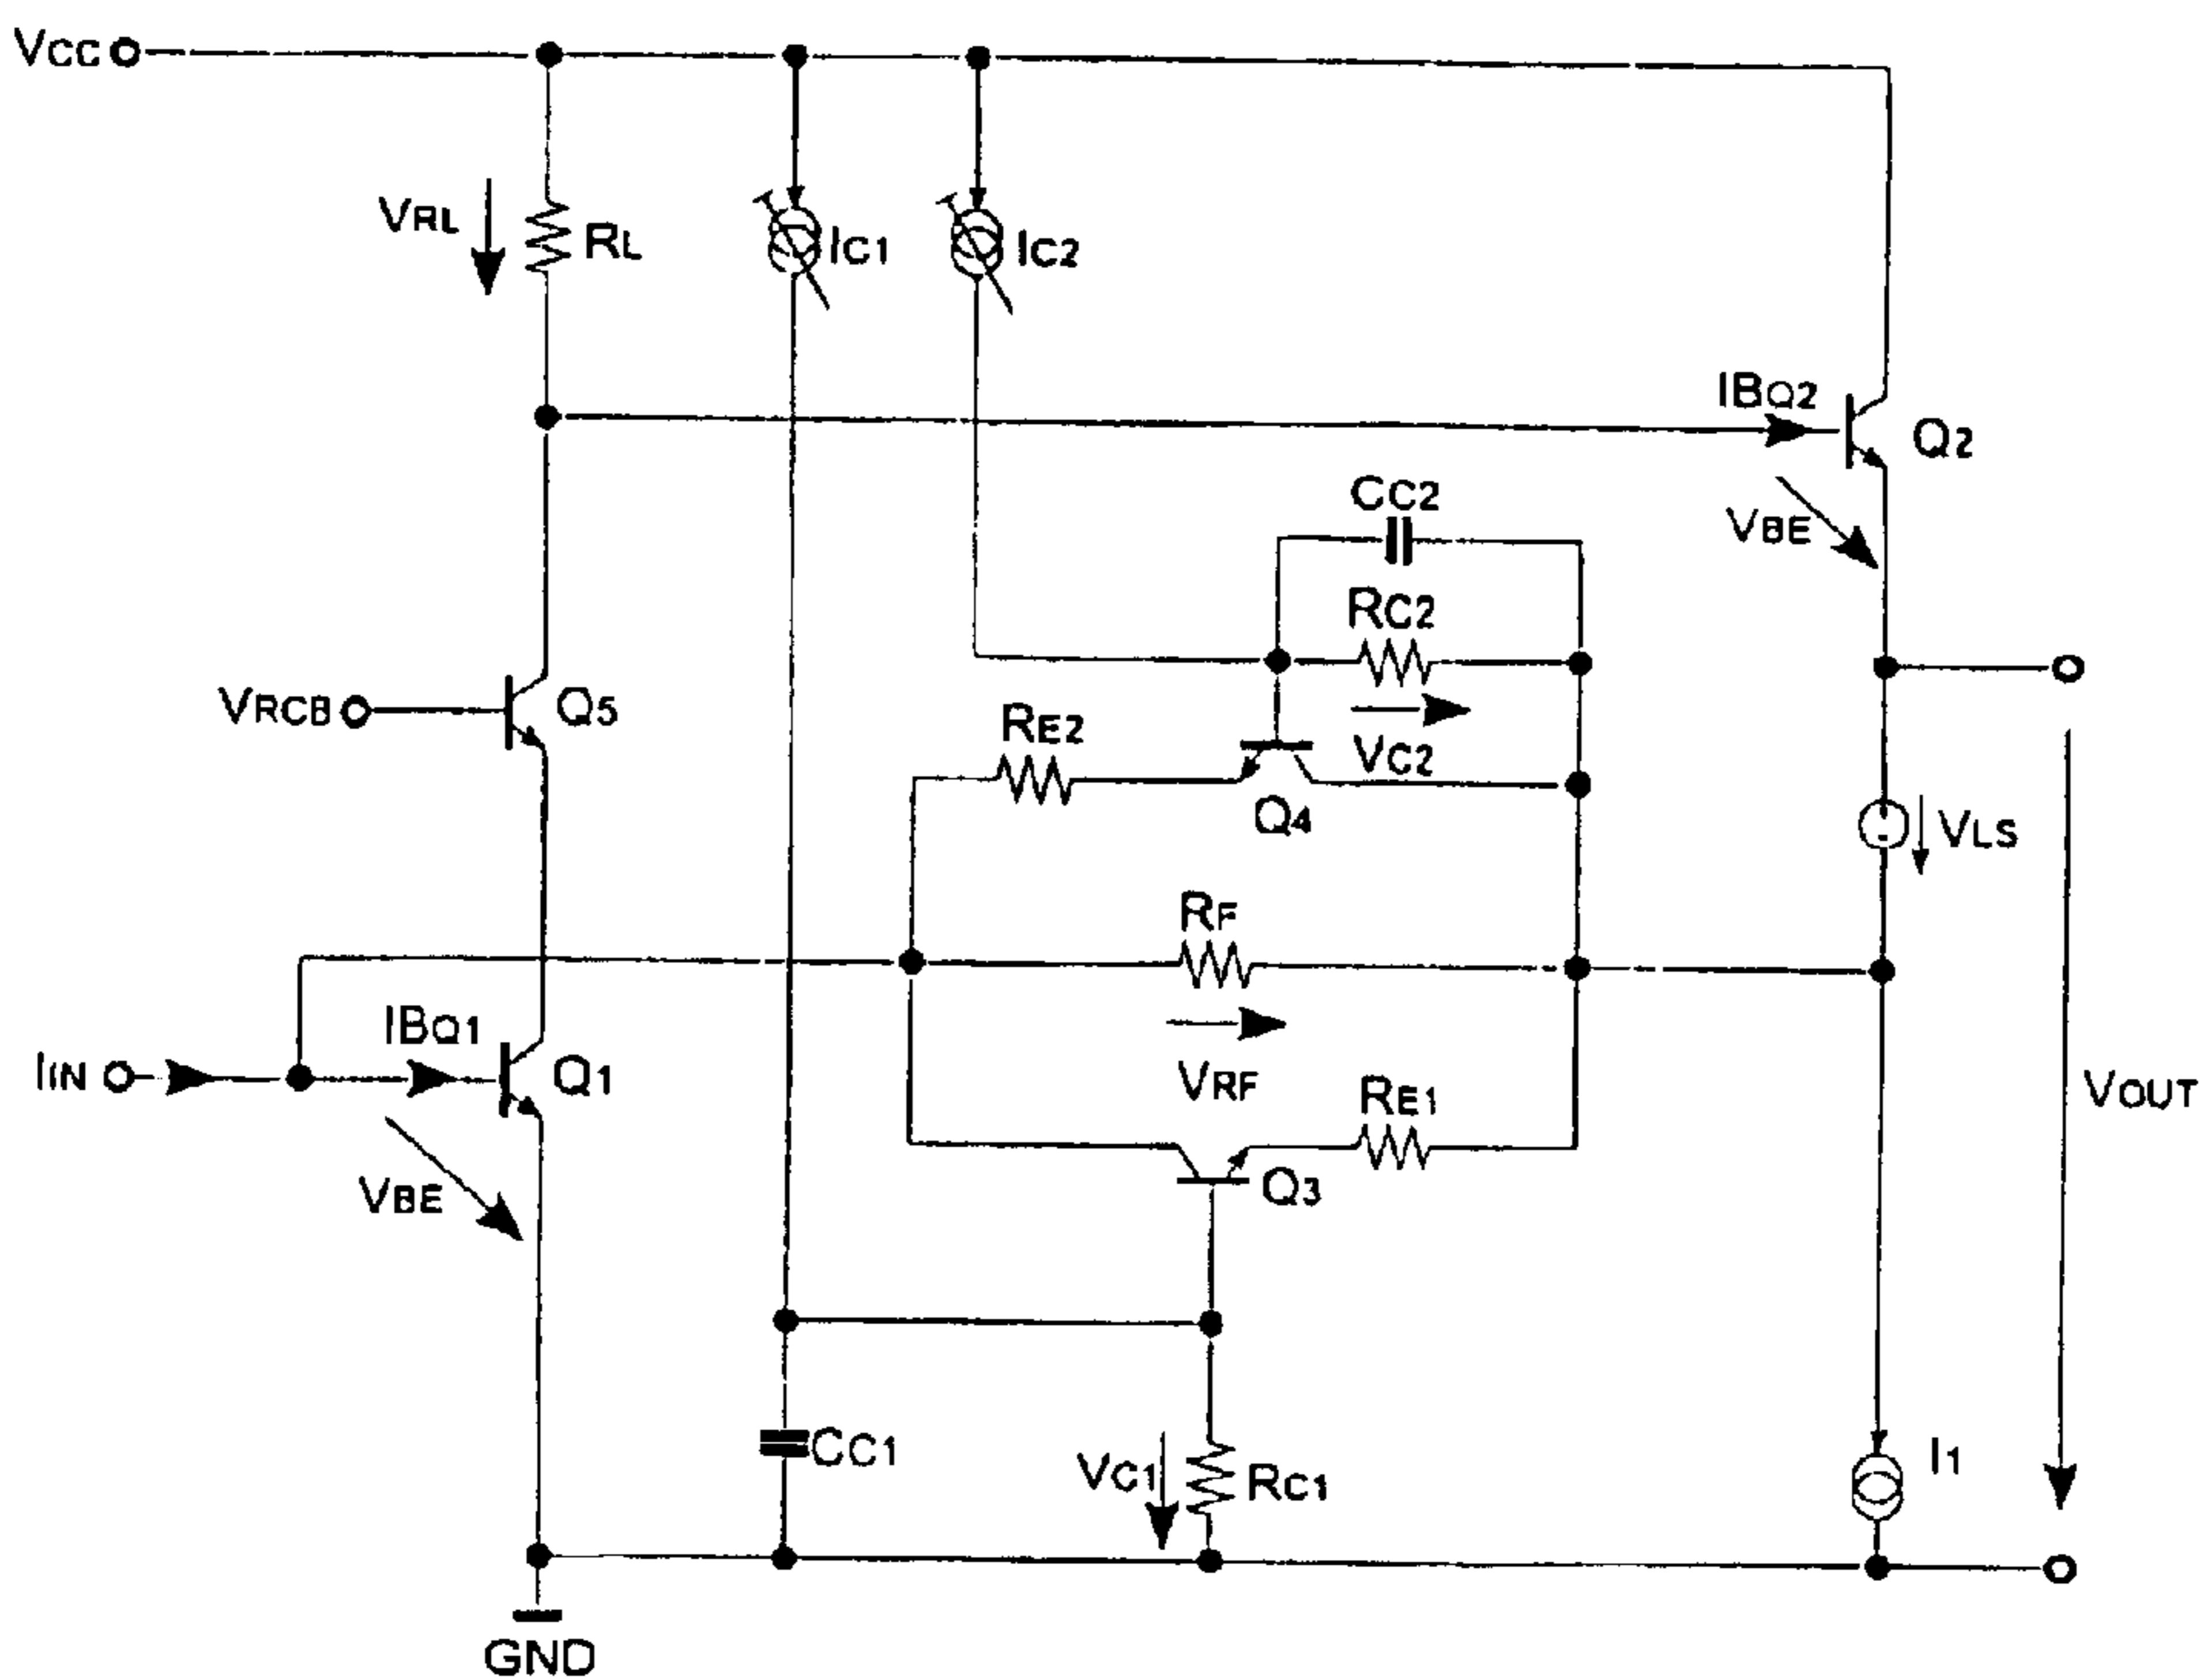 VCC
VRL
RL
IC1
IC2
IBQ2
Q2
VBE
CC2
RC2
VC2
VRCB
Q5
RE2
Q4
VLS
RF
VRF
IBQ1
IIN
Q1
VBE
RE1
Q3
VOUT
CC1
VC1
RC1
I1
GND